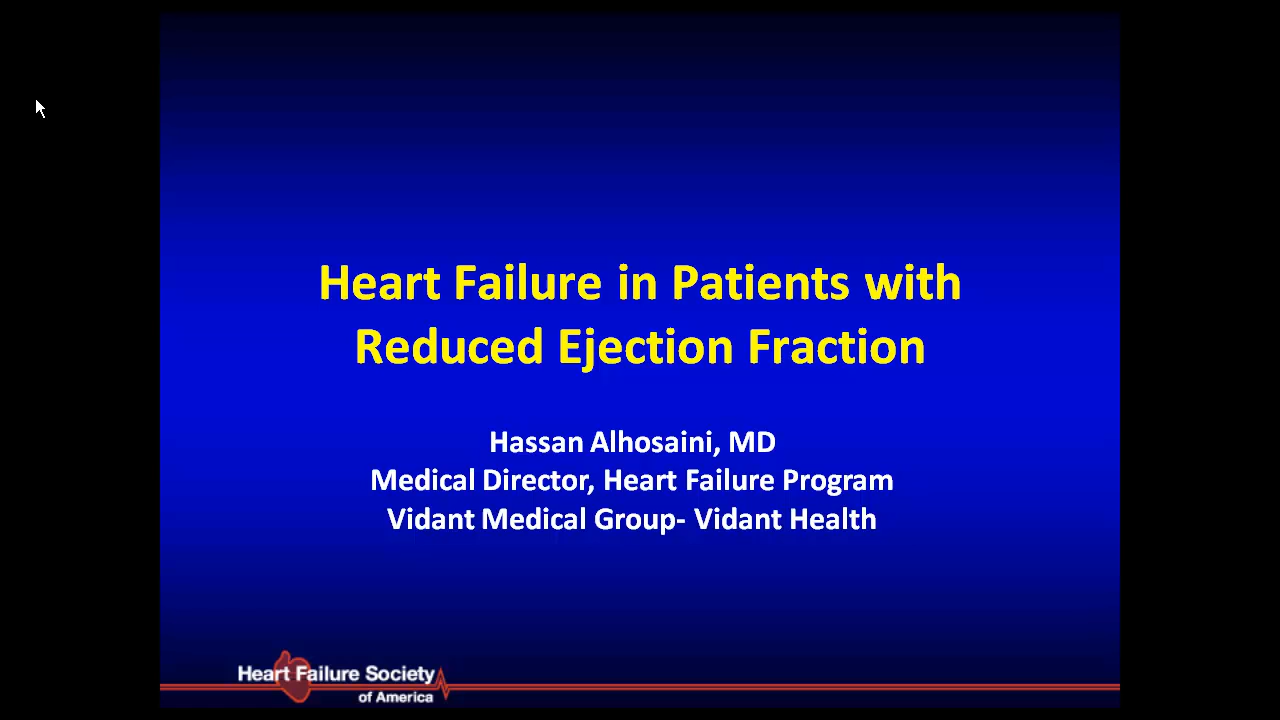 Heart Failure in Patients with
Reduced Ejection Fraction
Hassan Alhosaini, MD
Medical Director, Heart Failure Program
Vidant Medical Group- Vidant Health
Heart Failure Society
of America